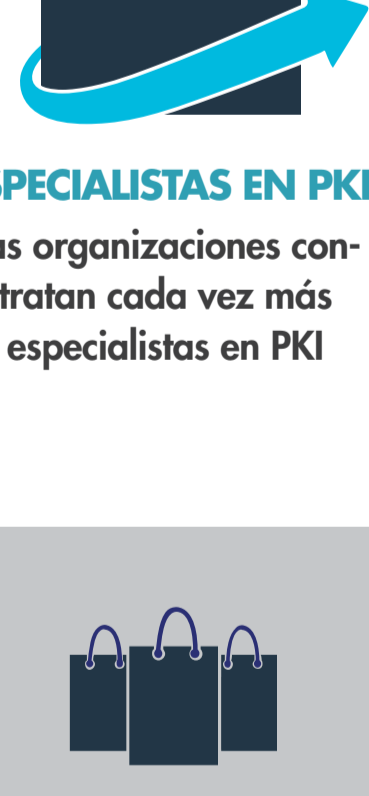 SPECIALISTAS EN PKI
as organizaciones con-
tratan cada vez más
especialistas en PKI